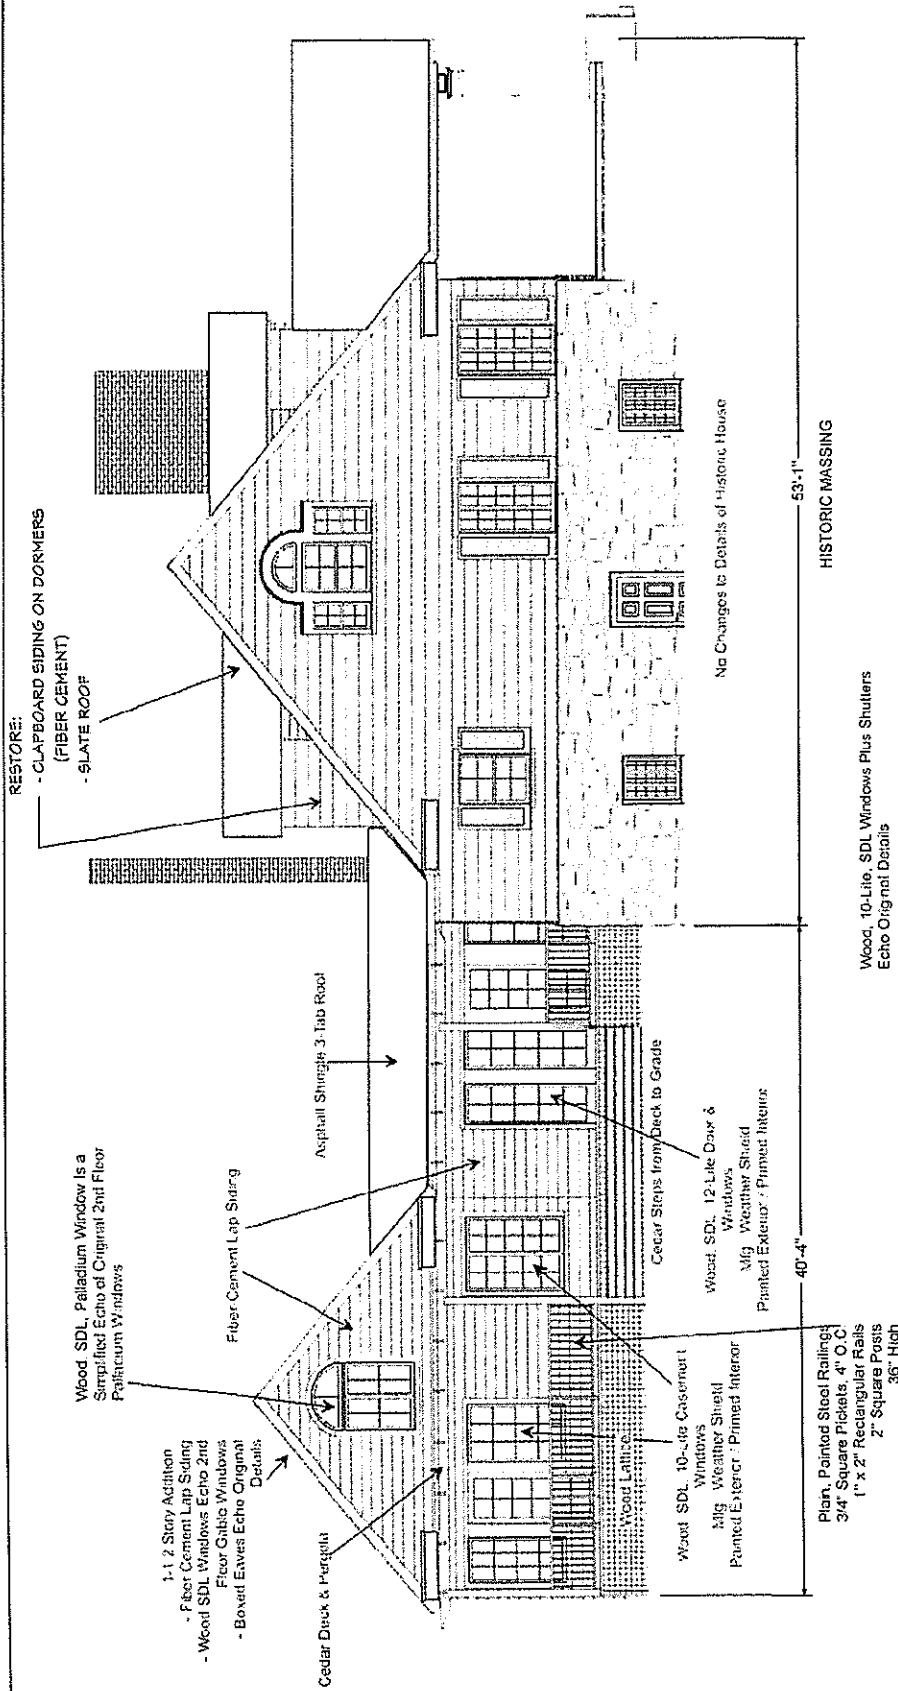 RESTORE:
- CLAPBOARD SIDING ON DORMERS
(FIBER CEMENT)
- SLATE ROOF
Wood, SDL, Palladium Window Is a
Simplified Echo of Original 2nd Floor
Palladium Windows
1-1 2 Story Addition
- Fiber Cement Lap Siding
- Wood SDL Windows Echo 2nd
Floor Gable Windows
- Boxed Eaves Echo Original
Details
Fiber Cement Lap Siding
Asphalt Shingle 3-Tab Roof
Cedar Deck & Pergola
Wood Lattice
Wood SDL, 10-Lite Casement
Windows
Mfg Weather Shield
Painted Exterior / Primed Interior
Cedar Steps from Deck to Grade
Wood, SDL, 12-Lite Door &
Windows
Mfg Weather Shield
Painted Exterior / Primed Interior
No Changes to Details of Historic House
40'-4"
53'-1"
HISTORIC MASSING
Plain, Painted Steel Railings
3/4" Square Pickets, 4" O.C.
1" x 2" Rectangular Rails
2" Square Posts
36" High
Wood, 10-Lite, SDL Windows Plus Shutters
Echo Original Details